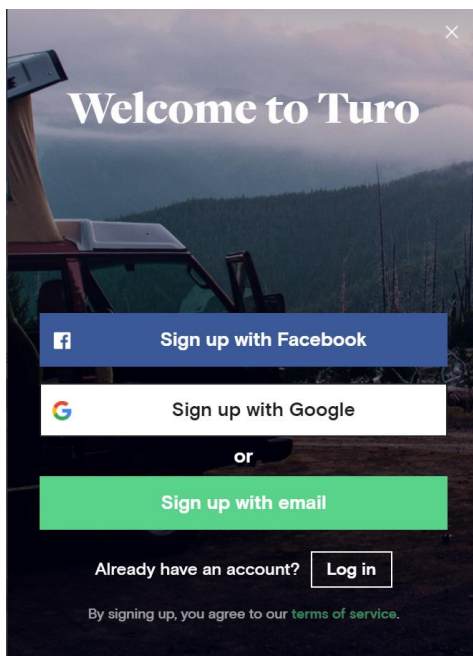 Welcome to Turo
Sign up with Facebook
Sign up with Google
or
Sign up with email
Already have an account? Log in
By signing up, you agree to our terms of service.